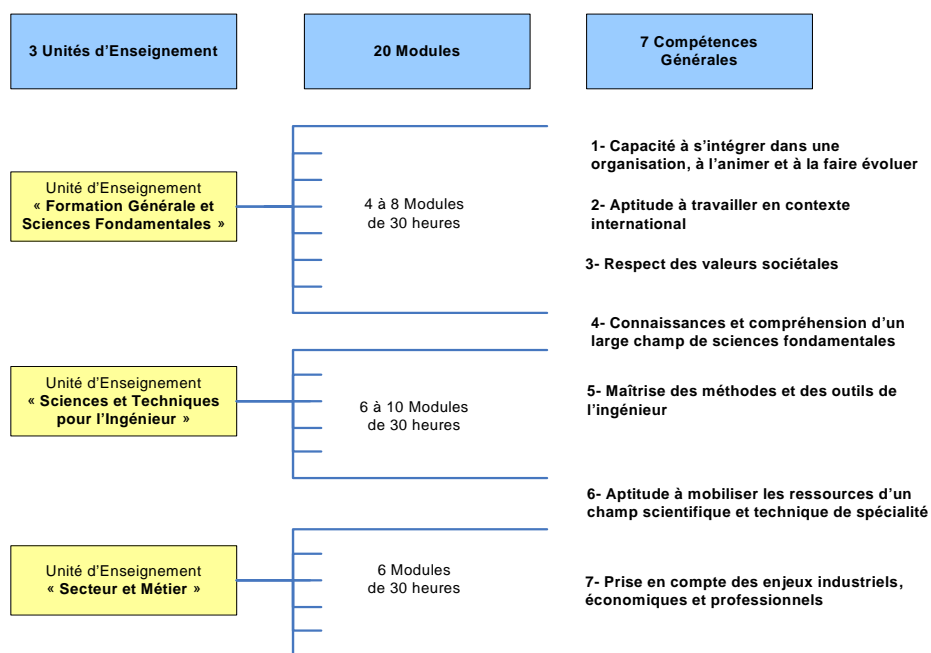 3 Unités d’Enseignement
20 Modules
7 Compétences
Générales
1- Capacité à s’intégrer dans une
organisation, à l’animer et à la faire évoluer
Unité d’Enseignement
« Formation Générale et
Sciences Fondamentales »
4 à 8 Modules
de 30 heures
2- Aptitude à travailler en contexte
international
3- Respect des valeurs sociétales
4- Connaissances et compréhension d’un
large champ de sciences fondamentales
Unité d’Enseignement
« Sciences et Techniques
pour l’Ingénieur »
6 à 10 Modules
de 30 heures
5- Maîtrise des méthodes et des outils de
l’ingénieur
6- Aptitude à mobiliser les ressources d’un
champ scientifique et technique de spécialité
Unité d’Enseignement
« Secteur et Métier »
6 Modules
de 30 heures
7- Prise en compte des enjeux industriels,
économiques et professionnels